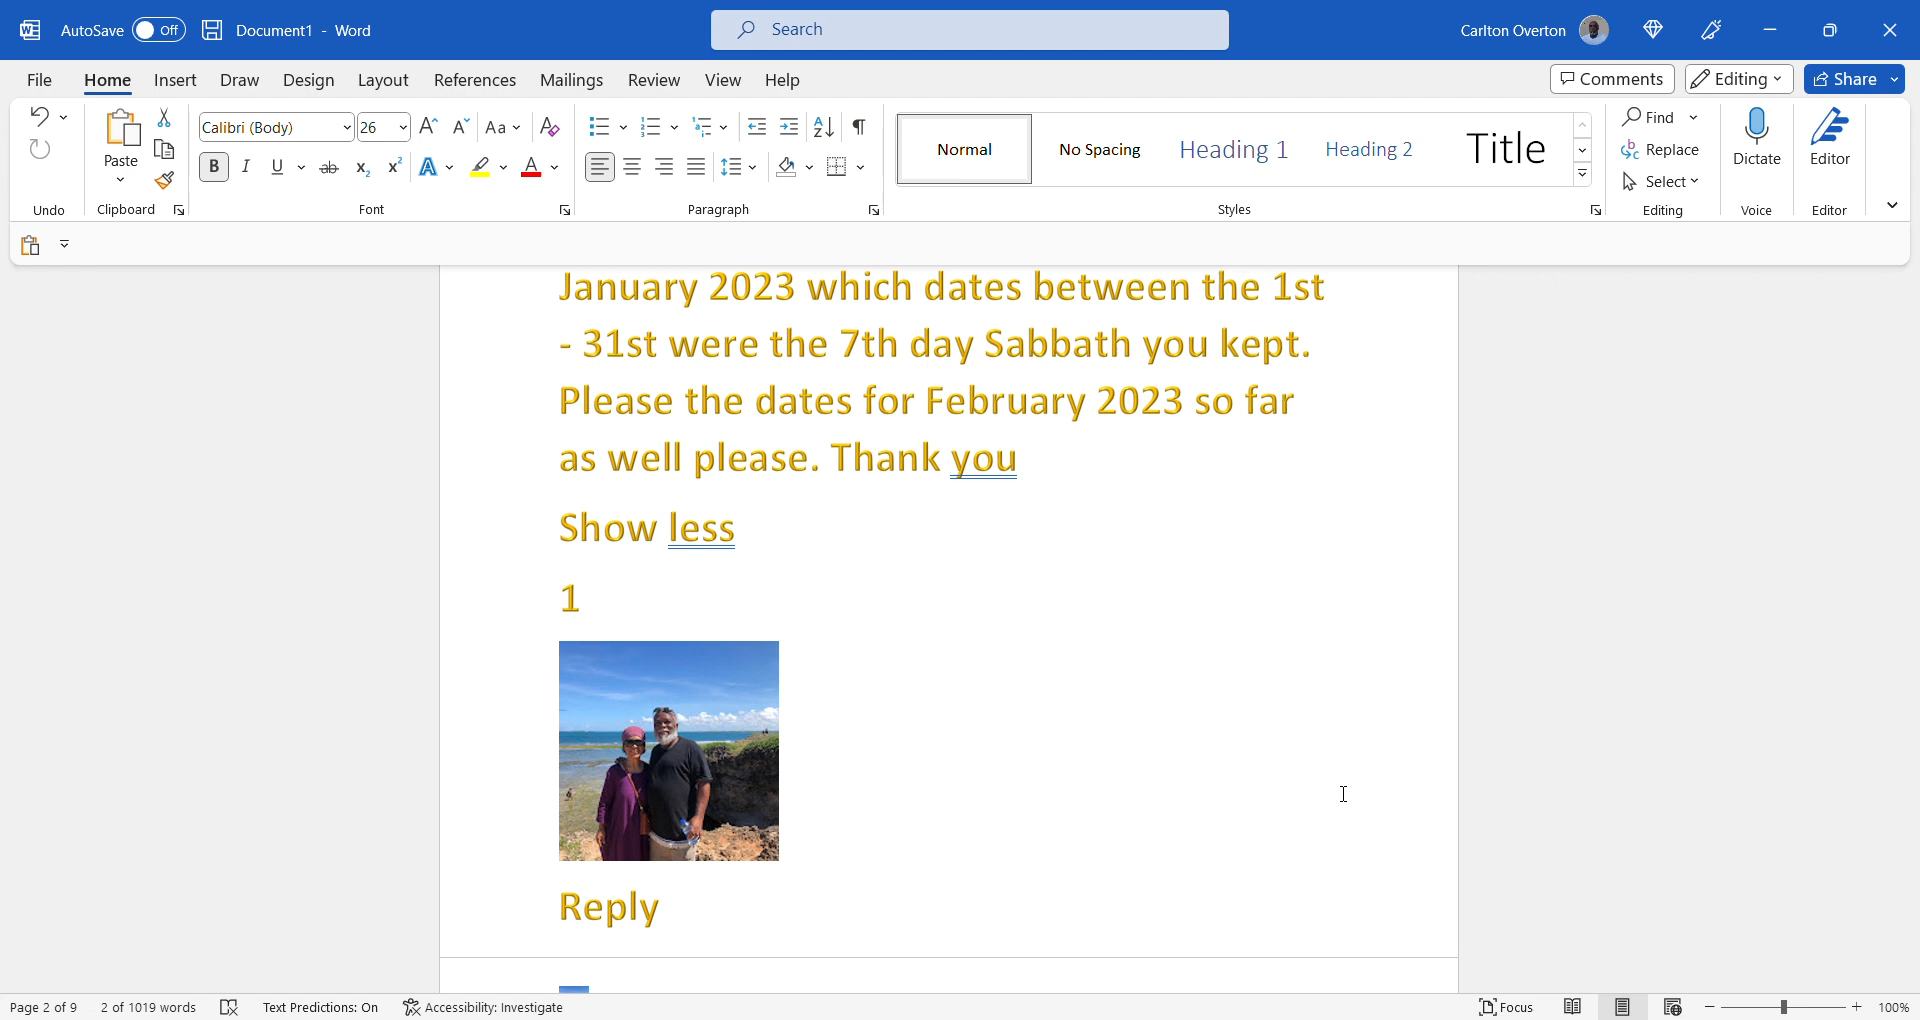 AutoSave Off Document1 - Word Search Carlton Overton
File Home Insert Draw Design Layout References Mailings Review View Help Comments Editing Share
Calibri (Body) 26 Aa
Paste
B I U ab x2 x2 A A
Normal No Spacing Heading 1 Heading 2 Title
Find
Replace
Select
Dictate
Editor
Undo Clipboard Font Paragraph Styles Editing Voice Editor
January 2023 which dates between the 1st
- 31st were the 7th day Sabbath you kept.
Please the dates for February 2023 so far
as well please. Thank you
Show less
1
Reply
Page 2 of 9 2 of 1019 words Text Predictions: On Accessibility: Investigate Focus 100%